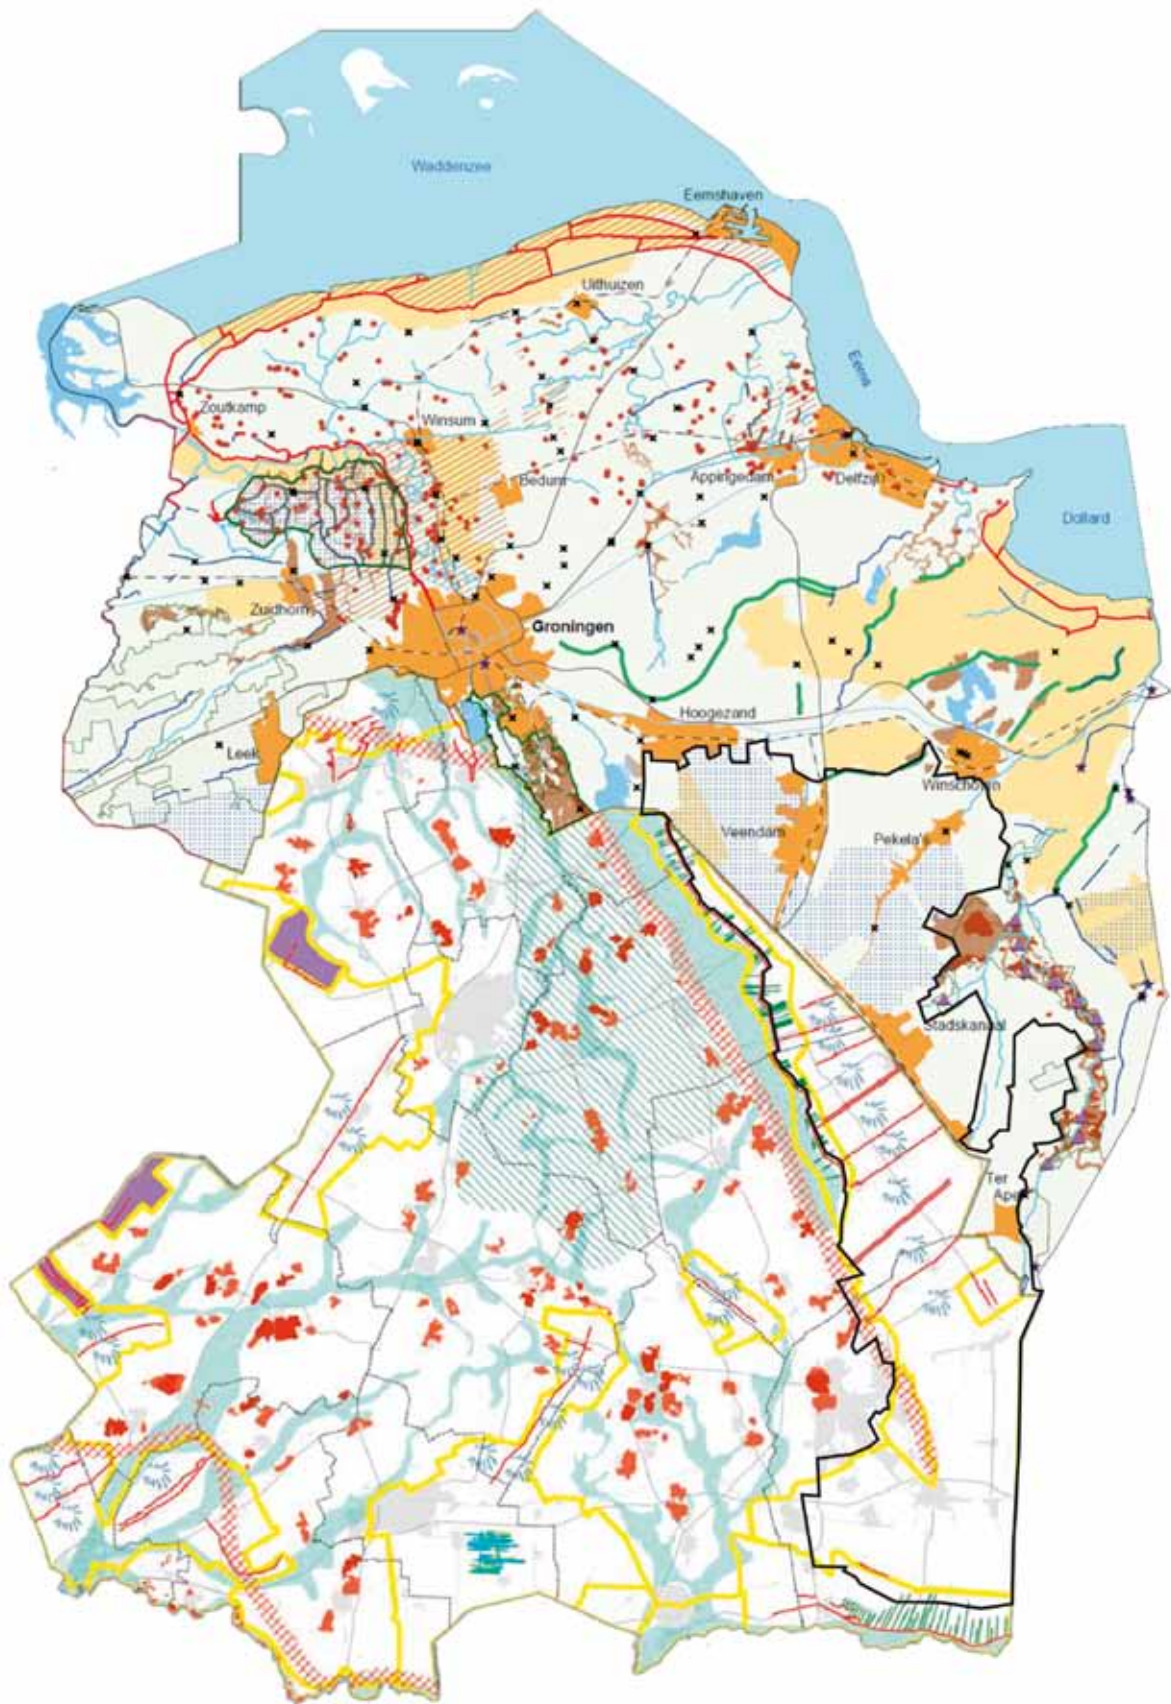 Waddenzee
Eemshaven
Uithuizen
Eems
Zoutkamp
Winsum
Bedum
Appingedam
Delfzijl
Dollard
Zuidhorn
Groningen
Hoogezand
Leek
Winschoten
Veendam
Pekela's
Stadskanaal
Ter
Apel